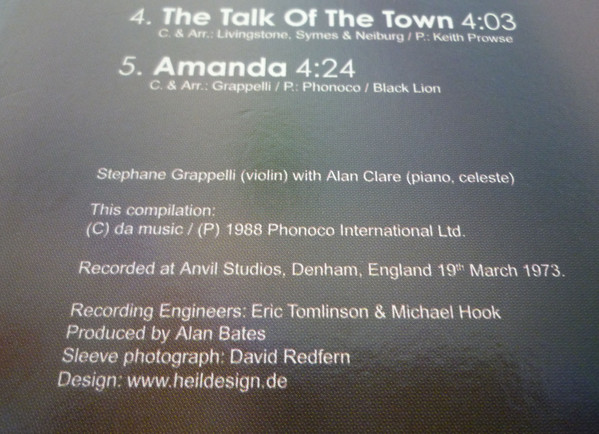 4. The Talk Of The Town 4:03
C. & Arr.: Livingstone, Symes & Neiburg / P.: Keith Prowse
5. Amanda 4:24
C. & Arr.: Grappelli / P.: Phonoco / Black Lion
Stephane Grappelli (violin) with Alan Clare (piano, celeste)
This compilation:
(C) da music / (P) 1988 Phonoco International Ltd.
Recorded at Anvil Studios, Denham, England 19th March 1973.
Recording Engineers: Eric Tomlinson & Michael Hook
Produced by Alan Bates
Sleeve photograph: David Redfern
Design: www.heildesign.de